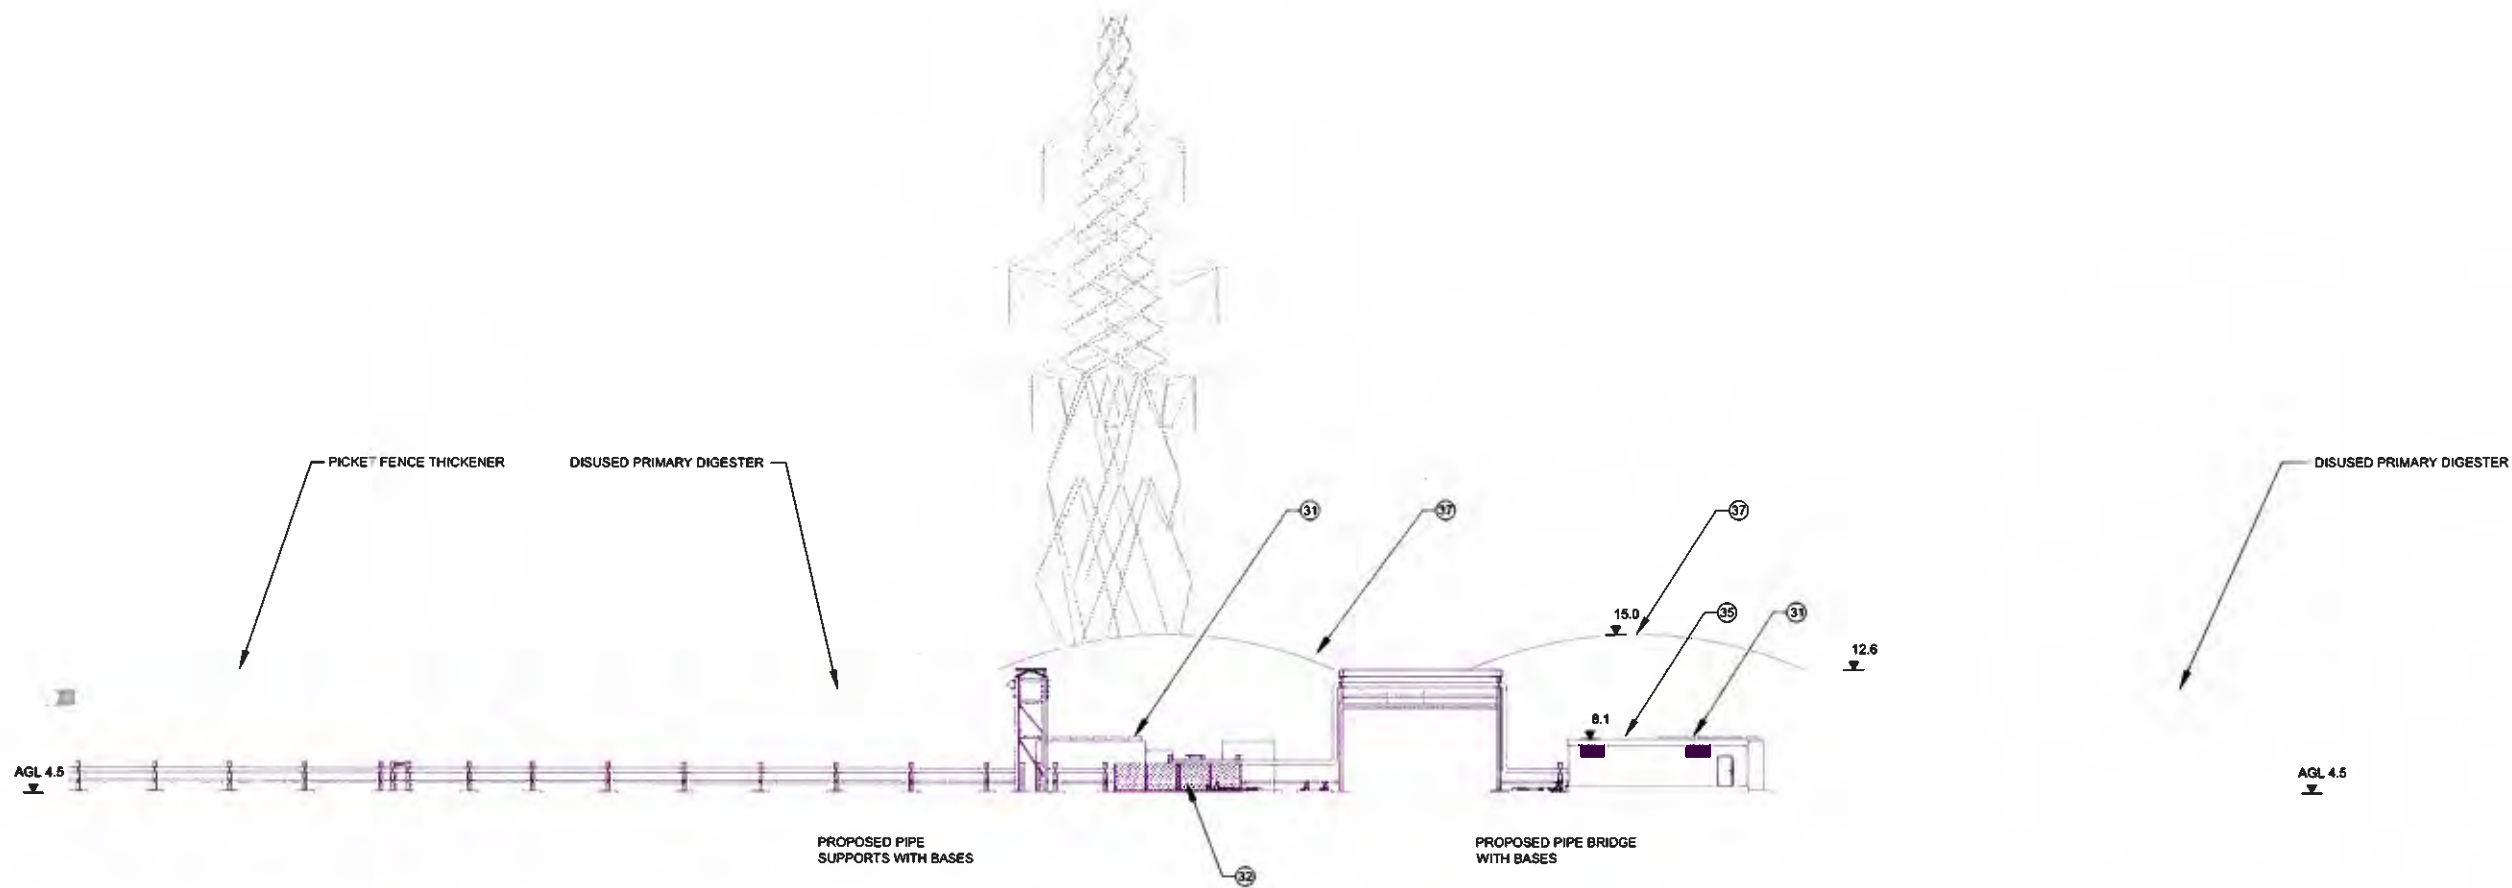 PICKET FENCE THICKENER
DISUSED PRIMARY DIGESTER
DISUSED PRIMARY DIGESTER
31
37
37
15.0
35
31
12.6
8.1
AGL 4.5
AGL 4.5
PROPOSED PIPE
SUPPORTS WITH BASES
PROPOSED PIPE BRIDGE
WITH BASES
32